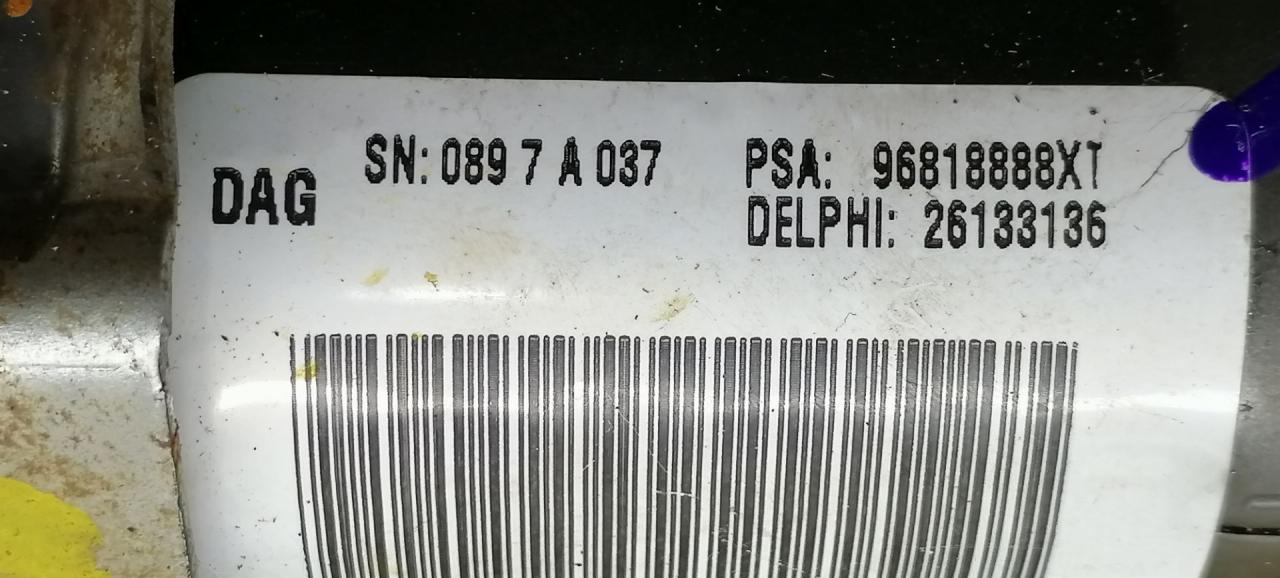 SN: 089 7 A 037
DAG
PSA: 96818888XT
DELPHI: 26133136